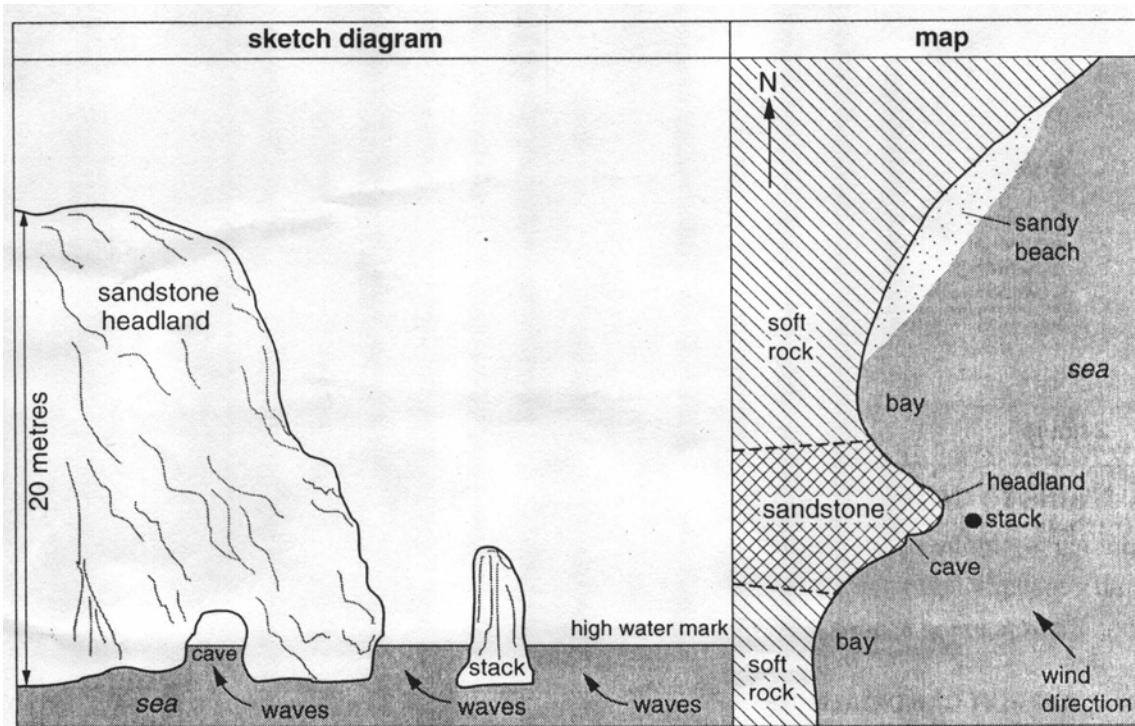 sketch diagram
map
N
sandy
beach
sandstone
headland
soft
rock
sea
bay
20 metres
headland
sandstone
stack
cave
high water mark
cave
stack
bay
wind
direction
soft
rock
sea
waves
waves
waves